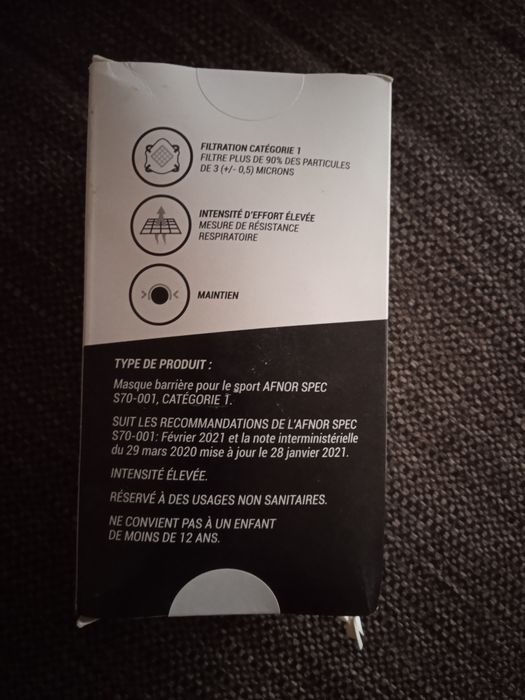 FILTRATION CATÉGORIE 1
FILTRE PLUS DE 90% DES PARTICULES
DE 3 (+/- 0,5) MICRONS
INTENSITÉ D'EFFORT ÉLEVÉE
MESURE DE RÉSISTANCE
RESPIRATOIRE
MAINTIEN
TYPE DE PRODUIT :
Masque barrière pour le sport AFNOR SPEC
S70-001, CATÉGORIE 1.
SUIT LES RECOMMANDATIONS DE L'AFNOR SPEC
S70-001: Février 2021 et la note interministérielle
du 29 mars 2020 mise à jour le 28 janvier 2021.
INTENSITÉ ÉLEVÉE.
RÉSERVÉ À DES USAGES NON SANITAIRES.
NE CONVIENT PAS À UN ENFANT
DE MOINS DE 12 ANS.